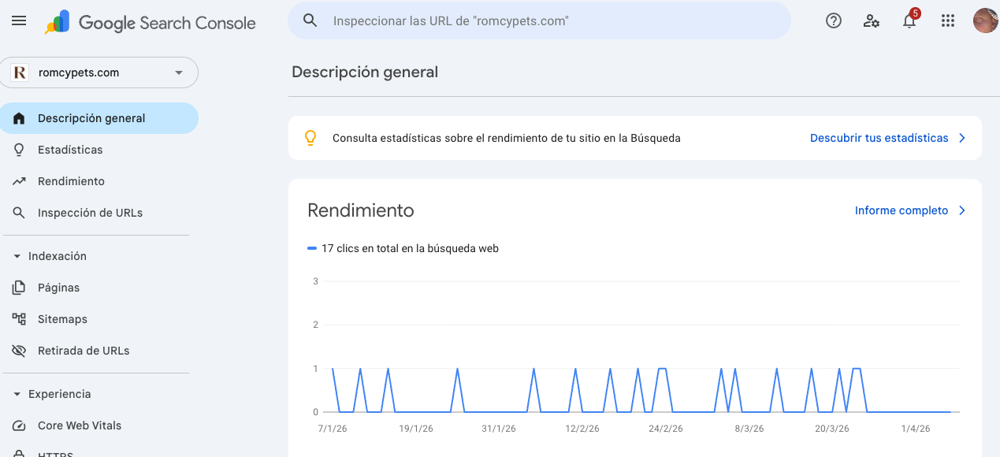 Google Search Console
Inspeccionar las URL de "romcypets.com"
5
R
romcypets.com
Descripción general
Estadísticas
Rendimiento
Inspección de URLs
Indexación
Páginas
Sitemaps
Retirada de URLs
Experiencia
Core Web Vitals
HTTPS
Descripción general
Consulta estadísticas sobre el rendimiento de tu sitio en la Búsqueda
Descubrir tus estadísticas
Rendimiento
Informe completo
17 clics en total en la búsqueda web
3
2
1
0
7/1/26 19/1/26 31/1/26 12/2/26 24/2/26 8/3/26 20/3/26 1/4/26